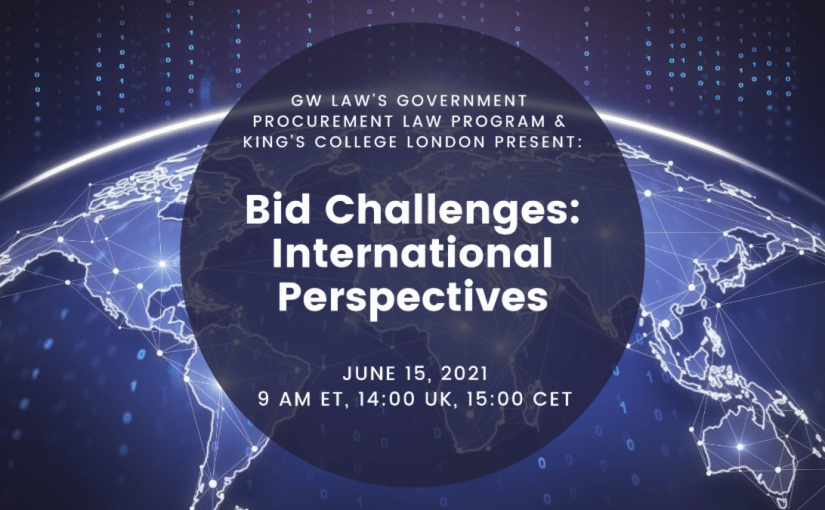 GW LAW'S GOVERNMENT
PROCUREMENT LAW PROGRAM &
KING'S COLLEGE LONDON PRESENT:
Bid Challenges:
International
Perspectives
JUNE 15, 2021
9 AM ET, 14:00 UK, 15:00 CET